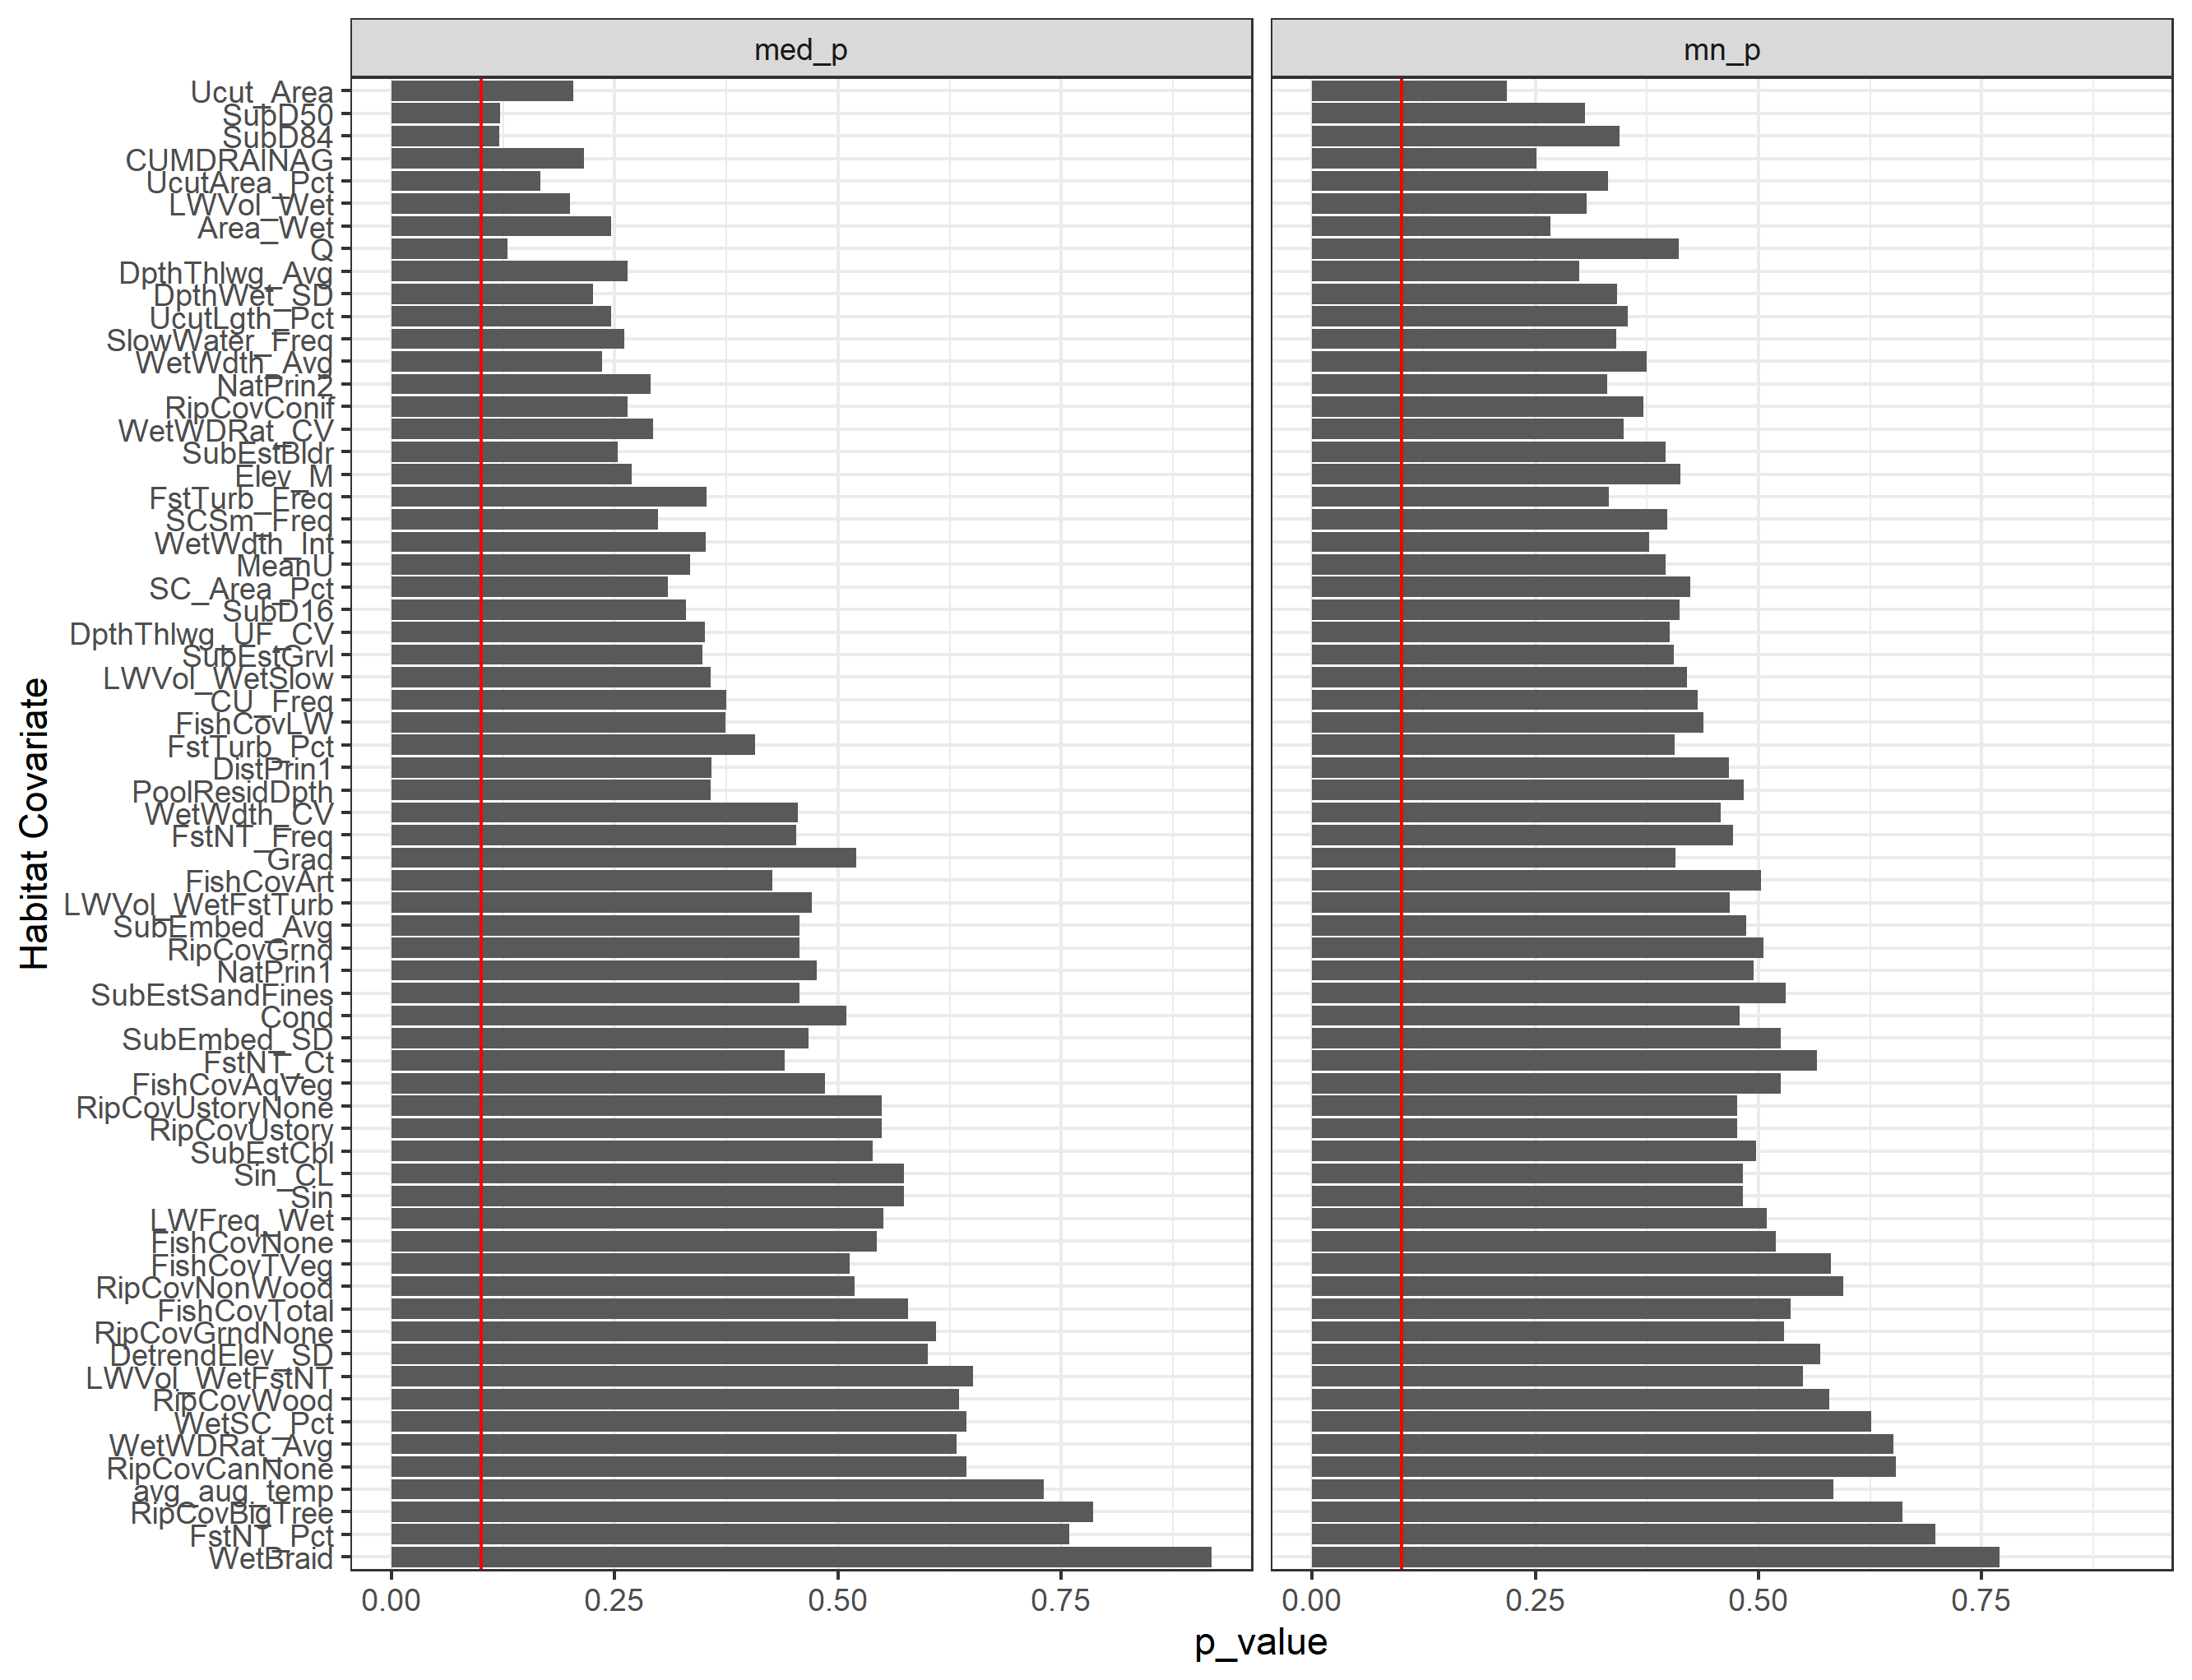 med_p
mn_p
Ucut_Area
SubD50
SubD84
CUMDRAINAG
UcutArea_Pct
LWVol_Wet
Area_Wet
Q
DpthThlwg_Avg
DpthWet_SD
UcutLgth_Pct
SlowWater_Freq
WetWdth_Avg
NatPrin2
RipCovConif
WetWDRat_CV
SubEstBldr
Elev_M
FstTurb_Freq
SCSm_Freq
WetWdth_Int
MeanU
SC_Area_Pct
SubD16
DpthThlwg_UF_CV
SubEstGrvl
LWVol_WetSlow
CU_Freq
FishCovLW
FstTurb_Pct
DistPrin1
PoolResidDpth
WetWdth_CV
FstNT_Freq
Grad
FishCovArt
LWVol_WetFstTurb
SubEmbed_Avg
RipCovGrnd
NatPrin1
SubEstSandFines
Cond
SubEmbed_SD
FstNT_Ct
FishCovAqVeg
RipCovUstoryNone
RipCovUstory
SubEstCbl
Sin_CL
Sin
LWFreq_Wet
FishCovNone
FishCovTVeg
RipCovNonWood
FishCovTotal
RipCovGrndNone
DetrendElev_SD
LWVol_WetFstNT
RipCovWood
WetSC_Pct
WetWDRat_Avg
RipCovCanNone
avg_aug_temp
RipCovBigTree
FstNT_Pct
WetBraid
Habitat Covariate
0.00 0.25 0.50 0.75
0.00 0.25 0.50 0.75
p_value